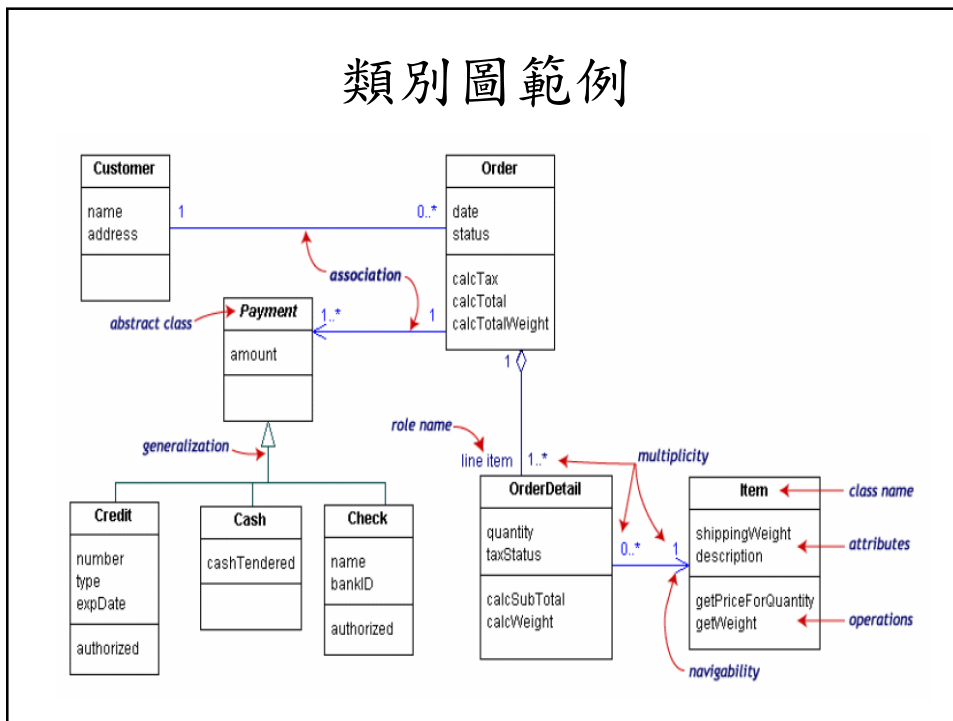 類別圖範例
Customer
name
address
1
0..*
Order
date
status
calcTax
calcTotal
calcTotalWeight
association
abstract class
Payment
amount
1..*
1
1
generalization
role name
line item
1..*
multiplicity
Credit
number
type
expDate
authorized
Cash
cashTendered
Check
name
bankID
authorized
OrderDetail
quantity
taxStatus
calcSubTotal
calcWeight
0..*
1
Item
shippingWeight
description
getPriceForQuantity
getWeight
class name
attributes
operations
navigability